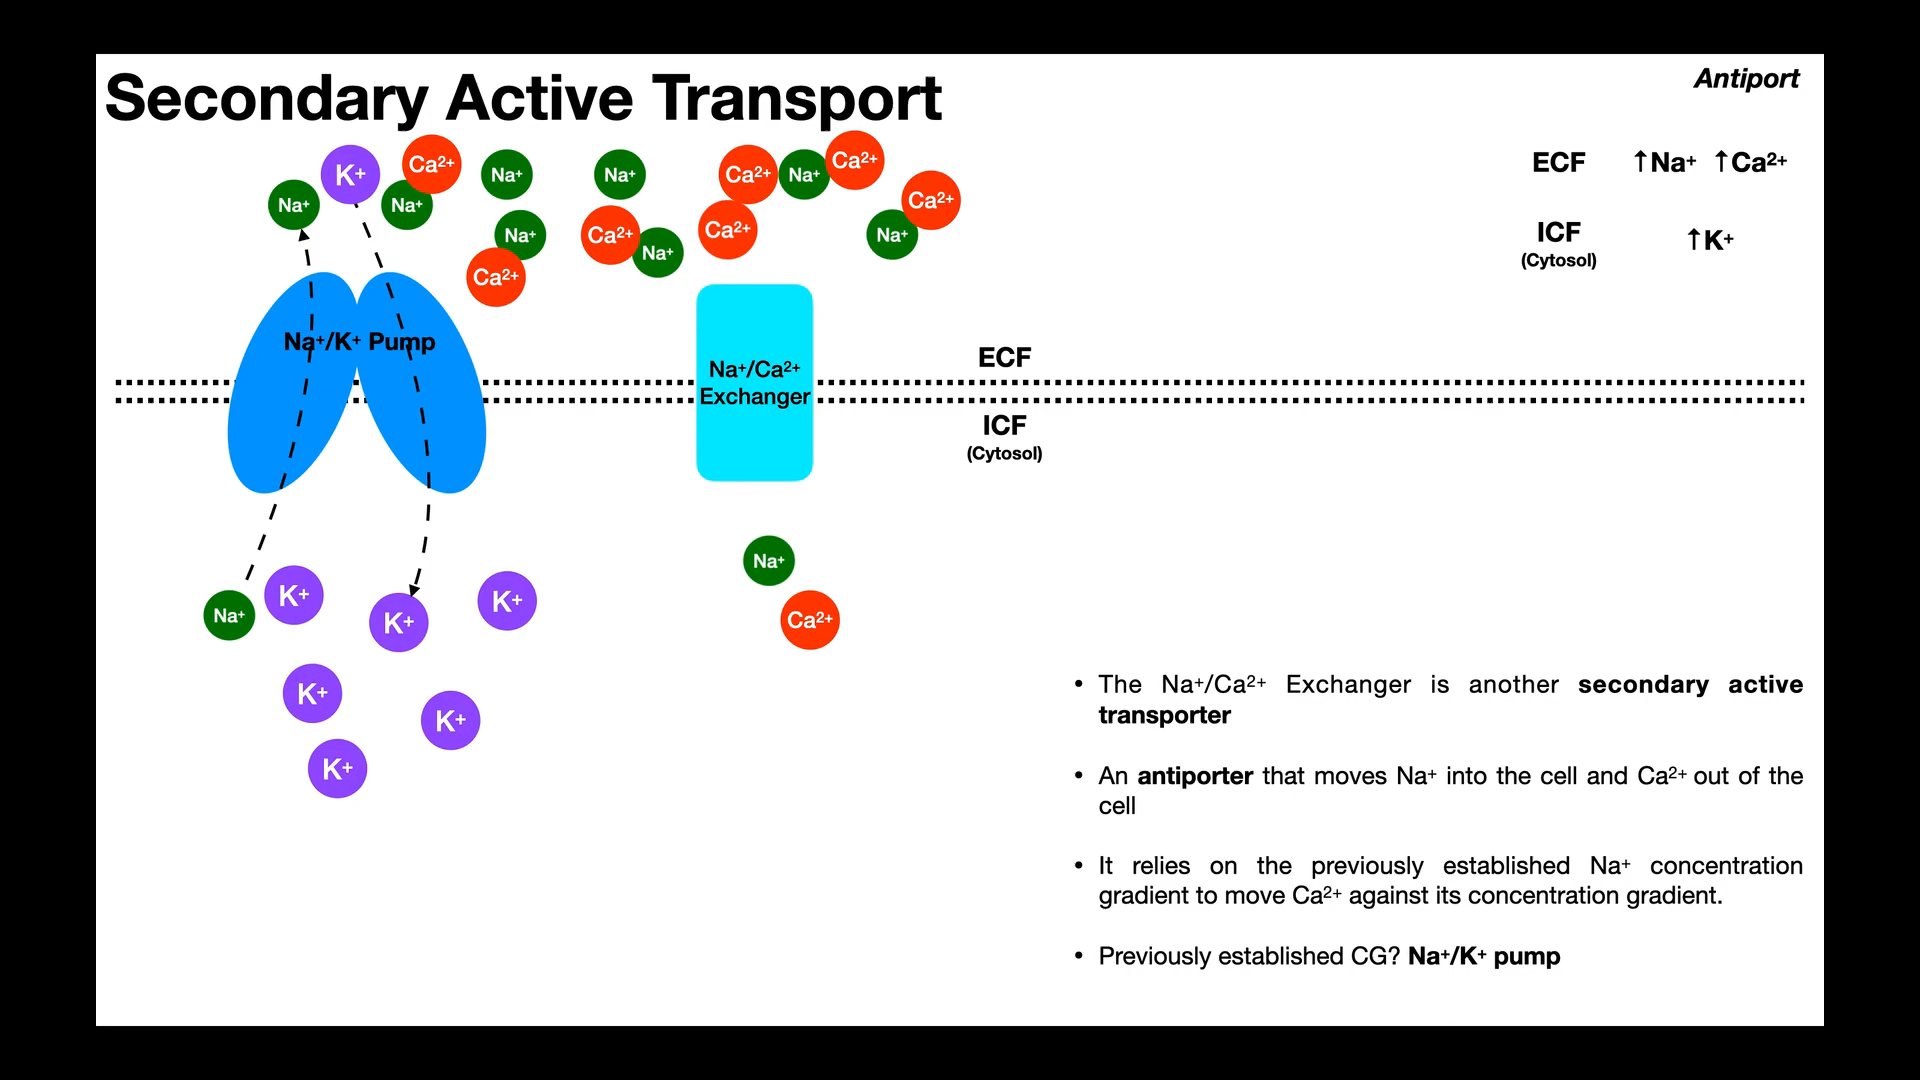 Secondary Active Transport
Antiport
ECF ↑Na⁺ ↑Ca²⁺
ICF ↑K⁺
(Cytosol)
K⁺ Ca²⁺ Na⁺ Na⁺ Ca²⁺ Na⁺ Ca²⁺
Na⁺ Na⁺ Ca²⁺
Na⁺ Ca²⁺ Na⁺ Ca²⁺ Na⁺
Ca²⁺
Na⁺/K⁺ Pump
Na⁺/Ca²⁺
Exchanger
ECF
ICF
(Cytosol)
Na⁺
Ca²⁺
Na⁺ K⁺ K⁺ K⁺
K⁺ K⁺
K⁺
• The Na⁺/Ca²⁺ Exchanger is another secondary active
transporter
• An antiporter that moves Na⁺ into the cell and Ca²⁺ out of the
cell
• It relies on the previously established Na⁺ concentration
gradient to move Ca²⁺ against its concentration gradient.
• Previously established CG? Na⁺/K⁺ pump